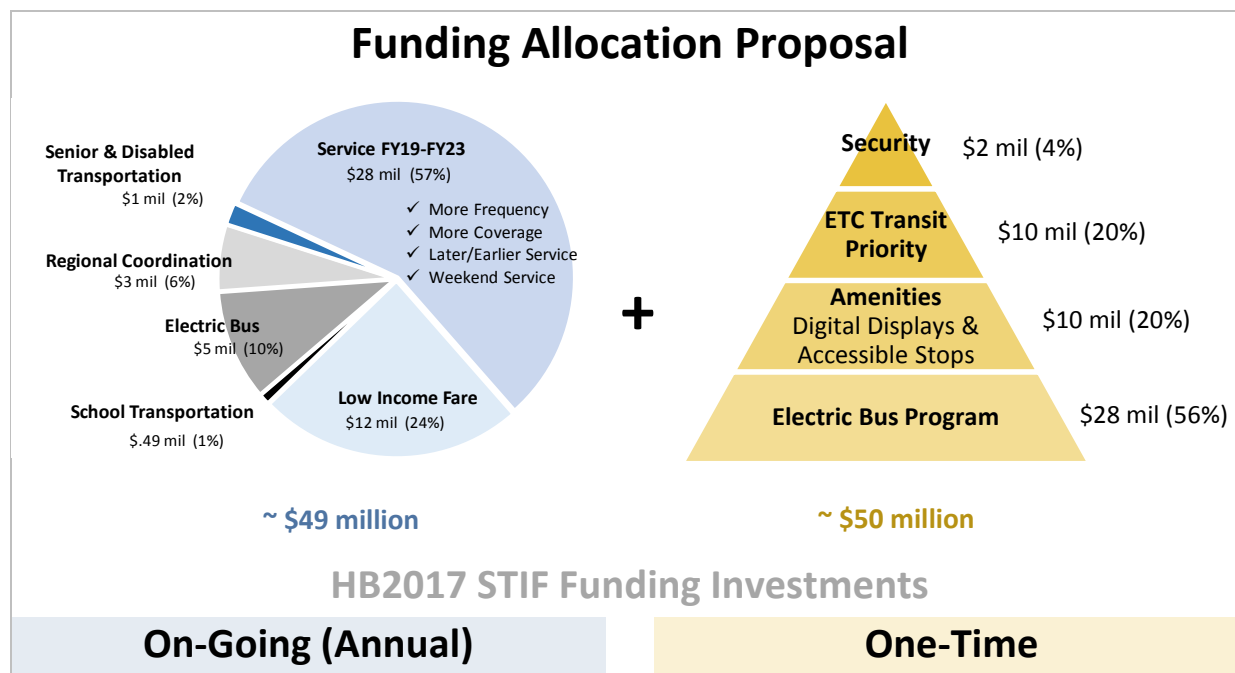 Funding Allocation Proposal
Senior & Disabled
Transportation
$1 mil (2%)
Regional Coordination
$3 mil (6%)
Electric Bus
$5 mil (10%)
School Transportation
$.49 mil (1%)
Service FY19-FY23
$28 mil (57%)
✓ More Frequency
✓ More Coverage
✓ Later/Earlier Service
✓ Weekend Service
Low Income Fare
$12 mil (24%)
~ $49 million
+
Security
$2 mil (4%)
ETC Transit
Priority
$10 mil (20%)
Amenities
Digital Displays &
Accessible Stops
$10 mil (20%)
Electric Bus Program
$28 mil (56%)
~ $50 million
HB2017 STIF Funding Investments
On-Going (Annual)
One-Time